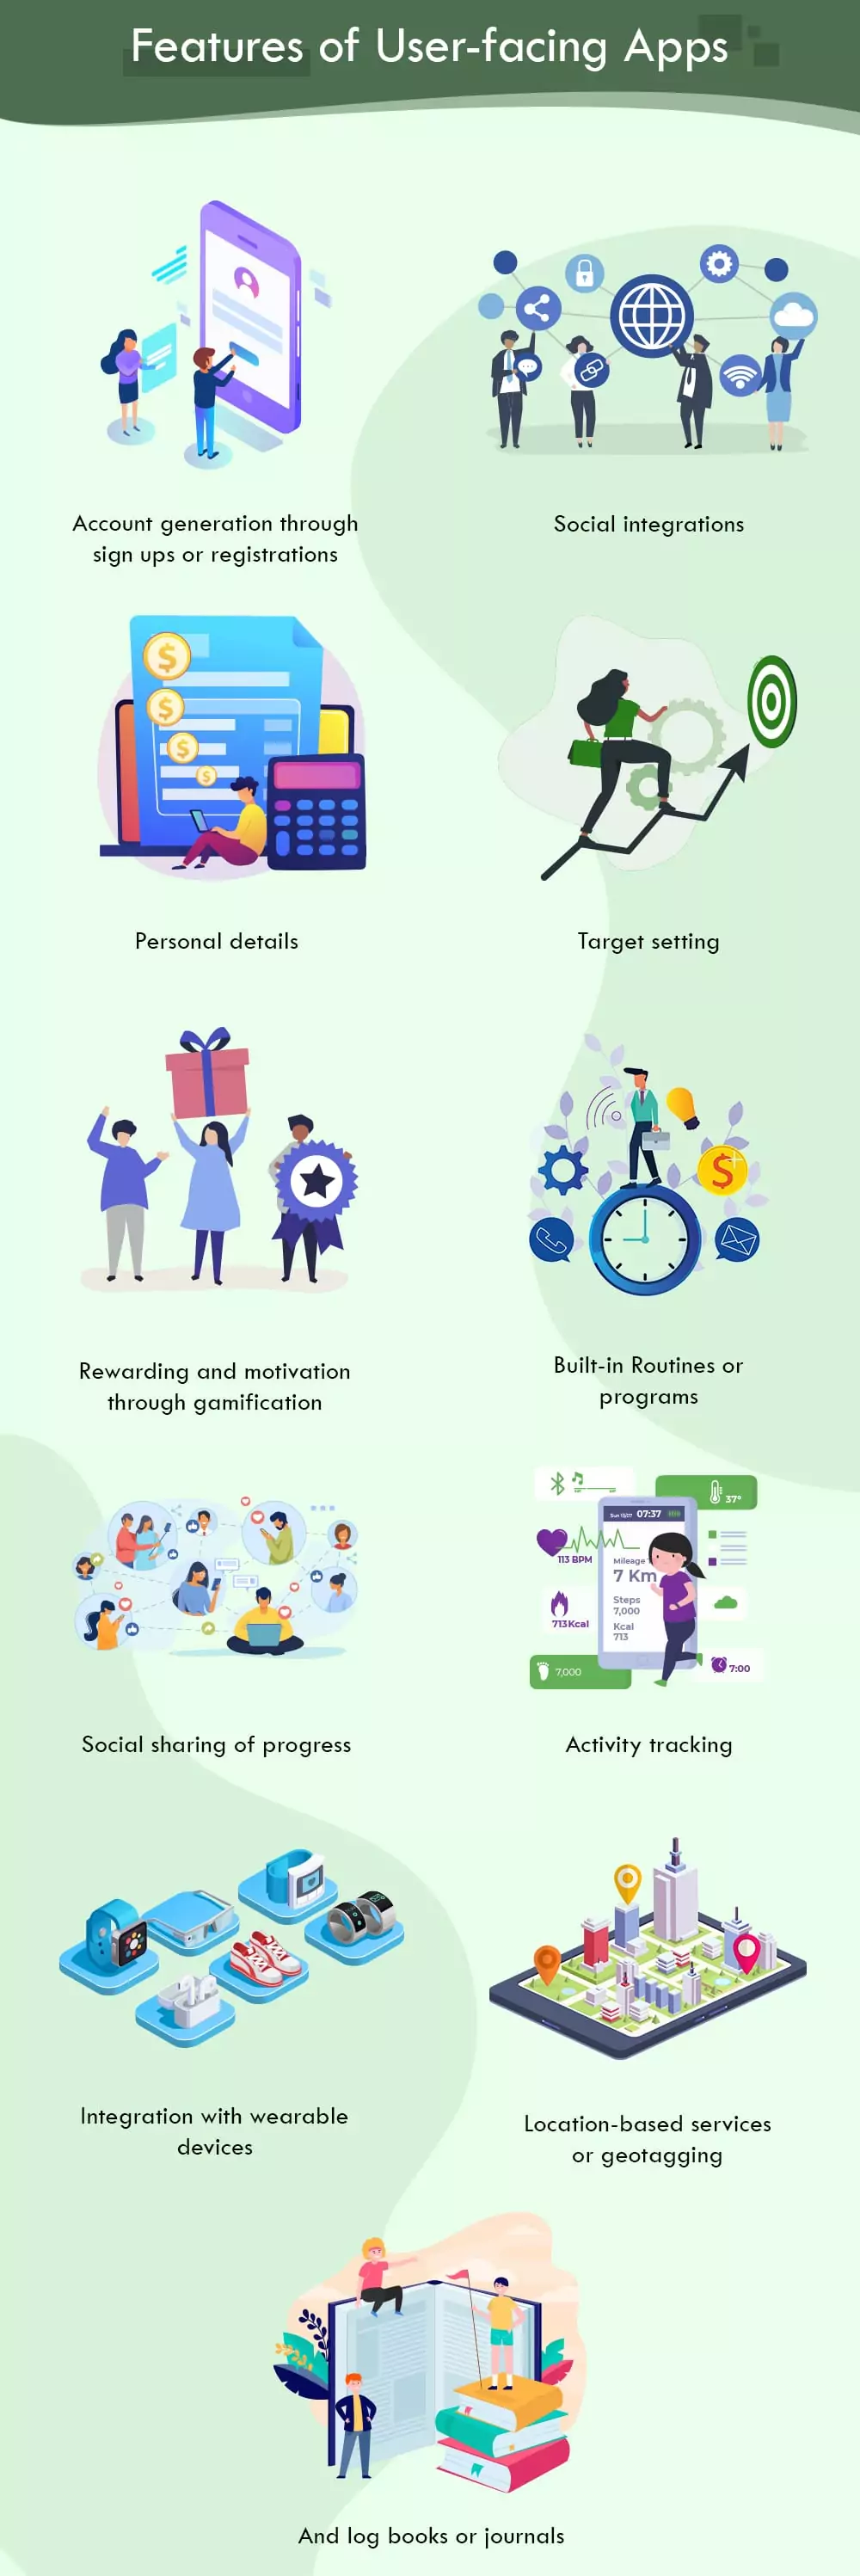 Features of User-facing Apps
Account generation through
sign ups or registrations
Social integrations
$
$
$
$
Personal details
Target setting
$
Rewarding and motivation
through gamification
Built-in Routines or
programs
37°
07:37
113 BPM
Mileage
7 Km
Steps
7,000
Kcal
713
713Kcal
7,000
7:00
Social sharing of progress
Activity tracking
Integration with wearable
devices
Location-based services
or geotagging
And log books or journals